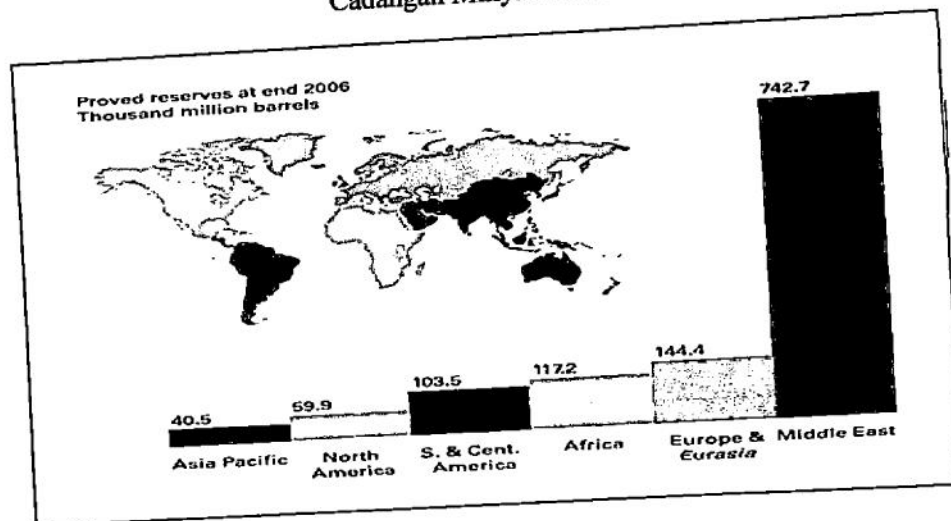 Proved reserves at end 2006
Thousand million barrels
742.7
144.4
117.2
103.5
59.9
40.5
Asia Pacific
North
America
S. & Cent.
America
Africa
Europe &
Eurasia
Middle East